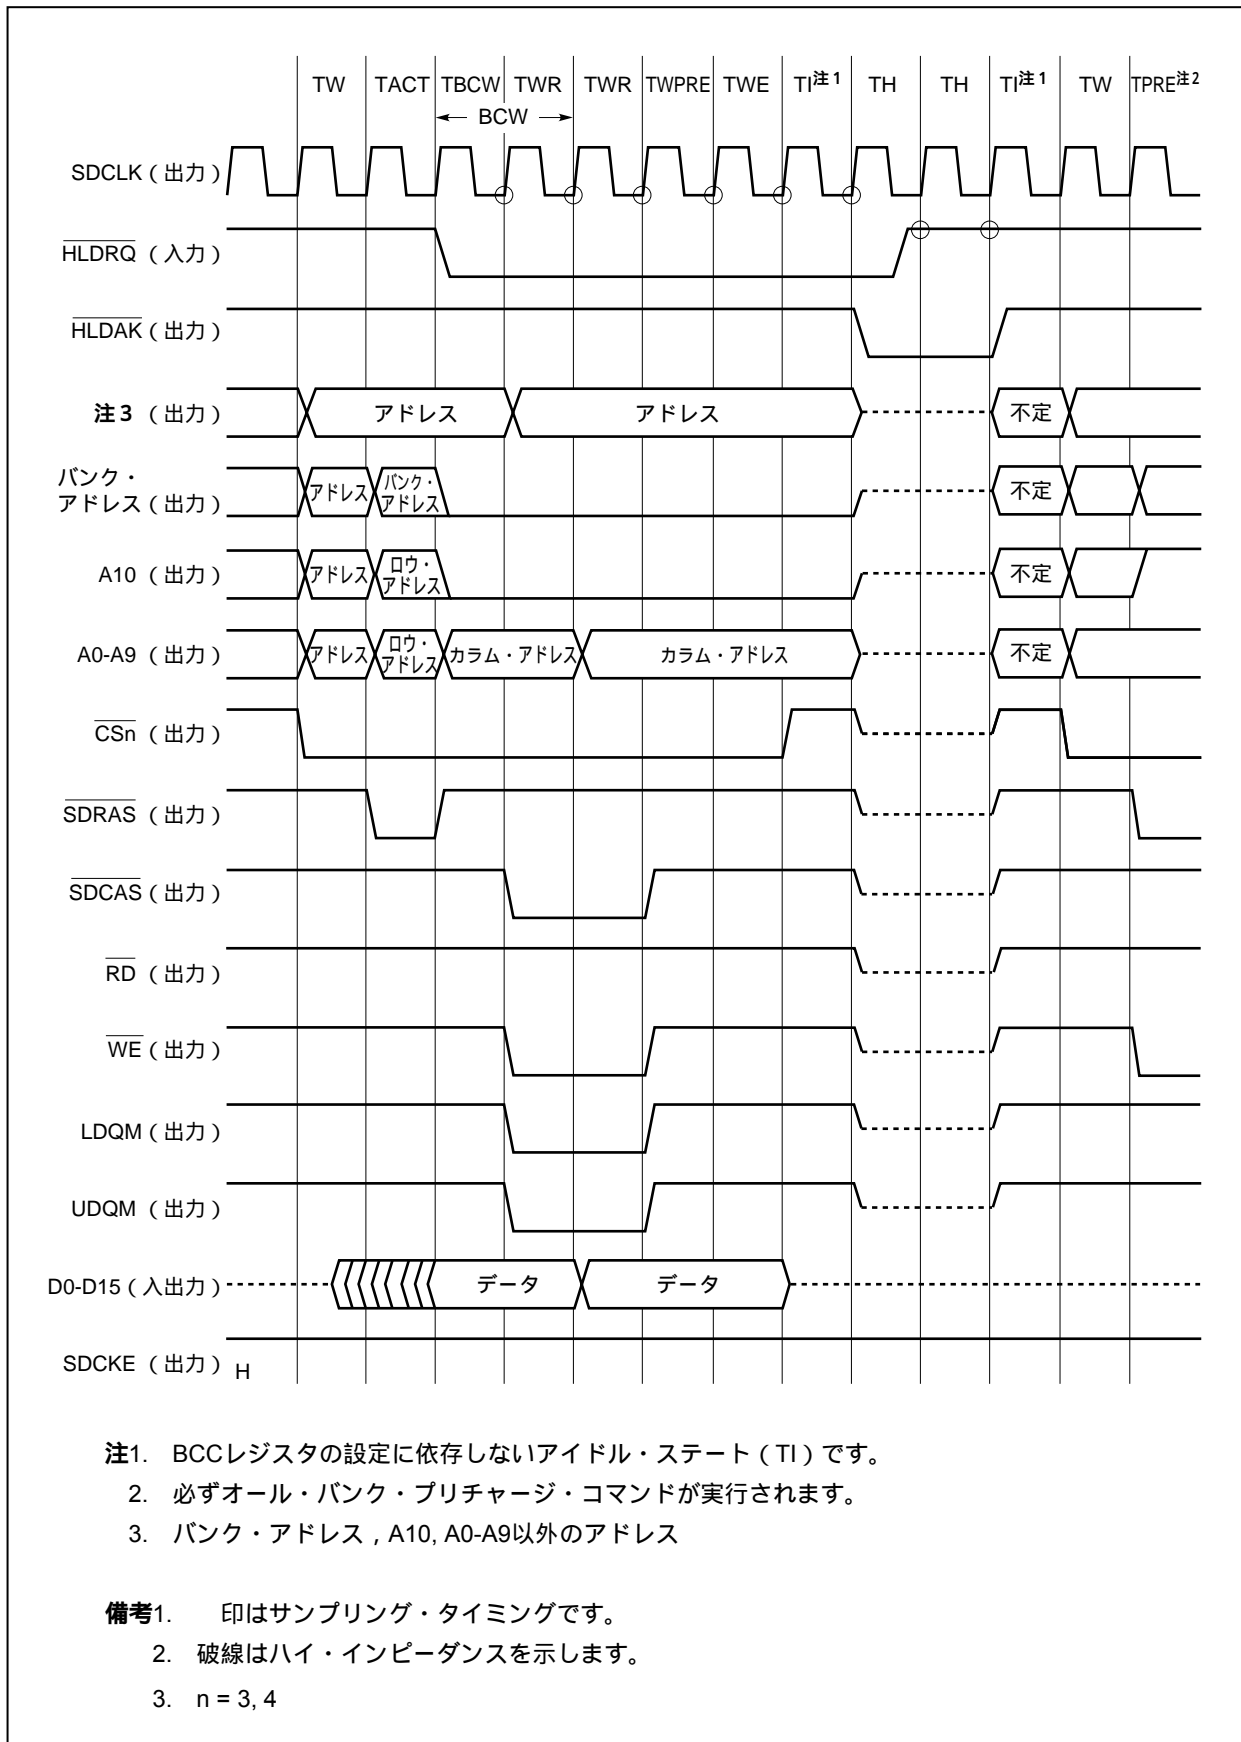 TW TACT TBCW TWR TWR TWPRE TWE TI注1 TH TH TI注1 TW TPRE注2
BCW
SDCLK（出力）
HLDRQ（入力）
HLDAK（出力）
注3（出力） アドレス アドレス 不定
バンク・
アドレス（出力） アドレス バンク・アドレス 不定
A10（出力） アドレス ロウ・アドレス 不定
A0-A9（出力） アドレス ロウ・アドレス カラム・アドレス カラム・アドレス 不定
CSn（出力）
SDRAS（出力）
SDCAS（出力）
RD（出力）
WE（出力）
LDQM（出力）
UDQM（出力）
D0-D15（入出力） データ データ
SDCKE（出力） H
注1. BCCレジスタの設定に依存しないアイドル・ステート（TI）です。
2. 必ずオール・バンク・プリチャージ・コマンドが実行されます。
3. バンク・アドレス，A10, A0-A9以外のアドレス
備考1. 印はサンプリング・タイミングです。
2. 破線はハイ・インピーダンスを示します。
3. n = 3, 4